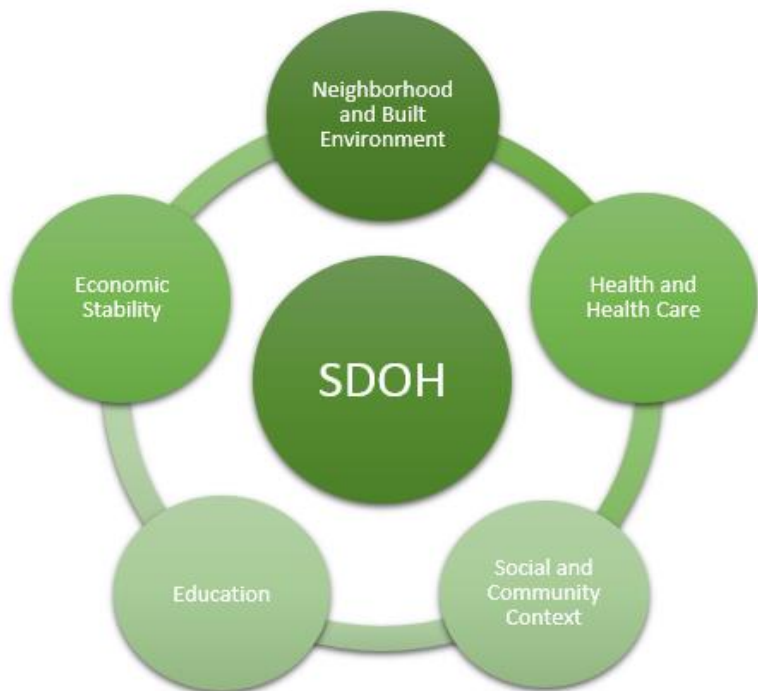 Neighborhood
and Built
Environment
Economic
Stability
Health and
Health Care
SDOH
Education
Social and
Community
Context